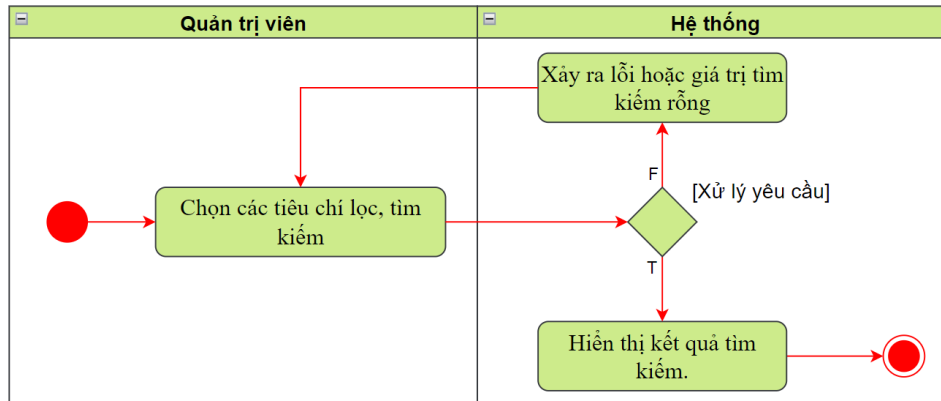 Quản trị viên
Hệ thống
Xảy ra lỗi hoặc giá trị tìm
kiếm rỗng
F
[Xử lý yêu cầu]
Chọn các tiêu chí lọc, tìm
kiếm
T
Hiển thị kết quả tìm
kiếm.